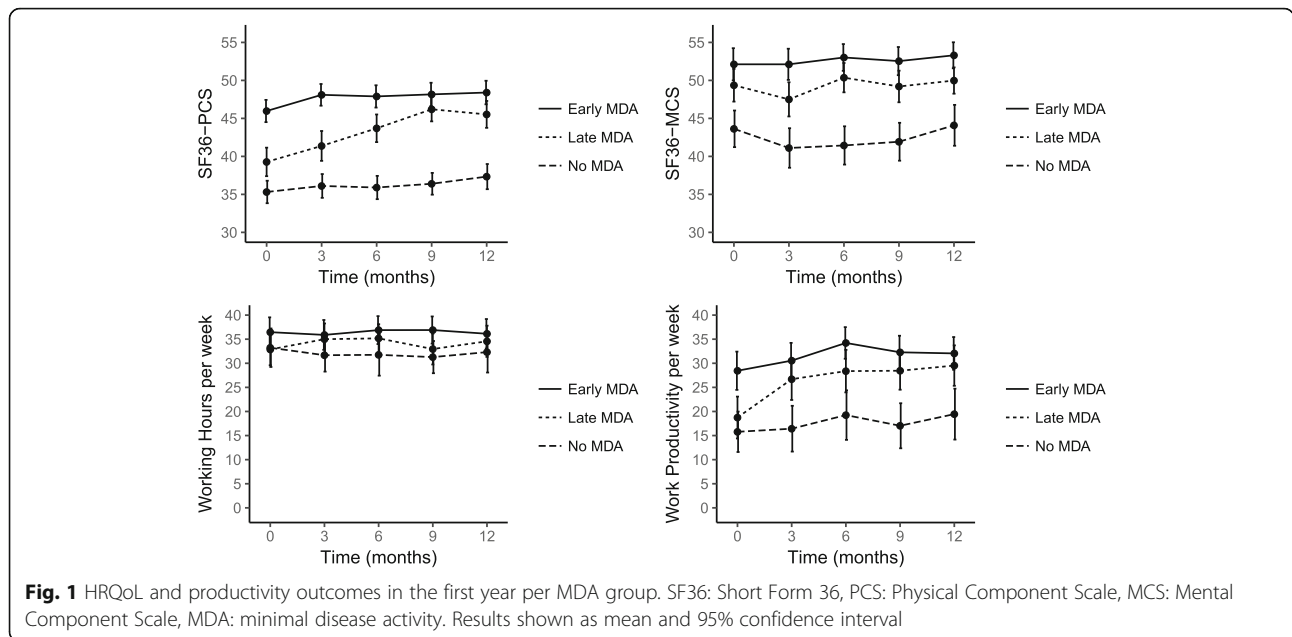 55
50
45
40
35
30
SF36−PCS
0 3 6 9 12
Time (months)
Early MDA
Late MDA
No MDA
55
50
45
40
35
30
SF36−MCS
0 3 6 9 12
Time (months)
Early MDA
Late MDA
No MDA
40
35
30
25
20
15
10
5
0
Working Hours per week
0 3 6 9 12
Time (months)
Early MDA
Late MDA
No MDA
40
35
30
25
20
15
10
5
0
Work Productivity per week
0 3 6 9 12
Time (months)
Early MDA
Late MDA
No MDA
Fig. 1 HRQoL and productivity outcomes in the first year per MDA group. SF36: Short Form 36, PCS: Physical Component Scale, MCS: Mental
Component Scale, MDA: minimal disease activity. Results shown as mean and 95% confidence interval